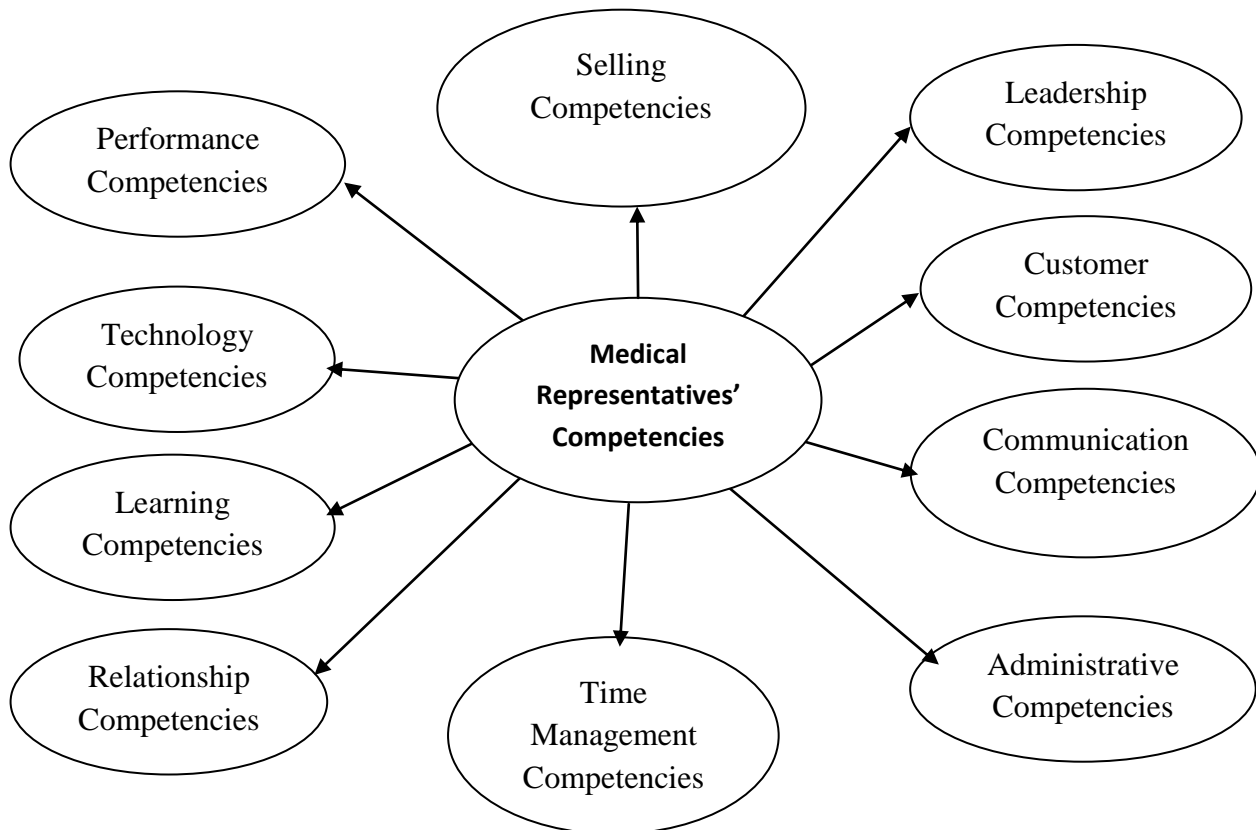 Selling
Competencies
Leadership
Competencies
Performance
Competencies
Customer
Competencies
Technology
Competencies
Medical
Representatives’
Competencies
Communication
Competencies
Learning
Competencies
Relationship
Competencies
Time
Management
Competencies
Administrative
Competencies